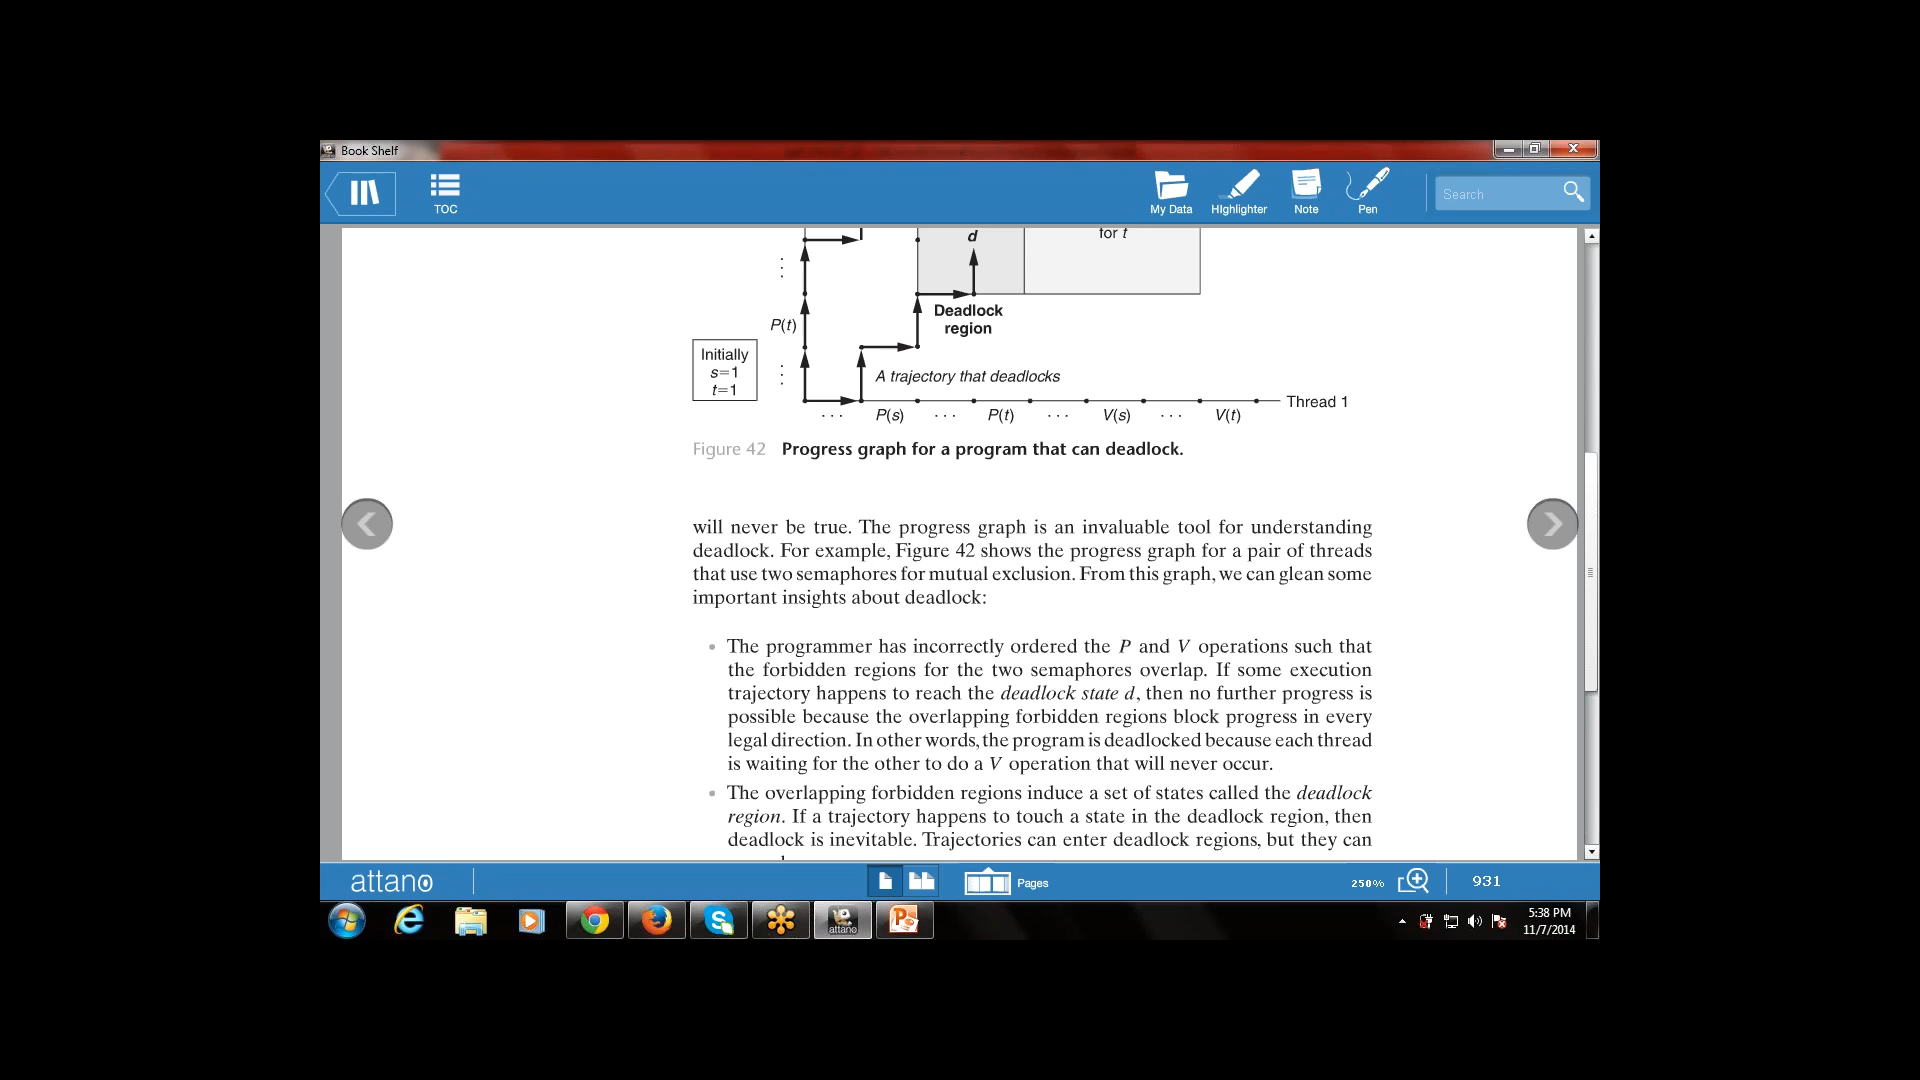 Book Shelf
TOC
My Data
HIghlighter
Note
Pen
Search
d
for t
Deadlock
region
P(t)
Initially
s=1
t=1
A trajectory that deadlocks
Thread 1
··· P(s) ··· P(t) ··· V(s) ··· V(t)
Figure 42 Progress graph for a program that can deadlock.
will never be true. The progress graph is an invaluable tool for understanding
deadlock. For example, Figure 42 shows the progress graph for a pair of threads
that use two semaphores for mutual exclusion. From this graph, we can glean some
important insights about deadlock:
• The programmer has incorrectly ordered the P and V operations such that
the forbidden regions for the two semaphores overlap. If some execution
trajectory happens to reach the deadlock state d, then no further progress is
possible because the overlapping forbidden regions block progress in every
legal direction. In other words, the program is deadlocked because each thread
is waiting for the other to do a V operation that will never occur.
• The overlapping forbidden regions induce a set of states called the deadlock
region. If a trajectory happens to touch a state in the deadlock region, then
deadlock is inevitable. Trajectories can enter deadlock regions, but they can
attano
Pages
250%
931
attano
5:38 PM
11/7/2014